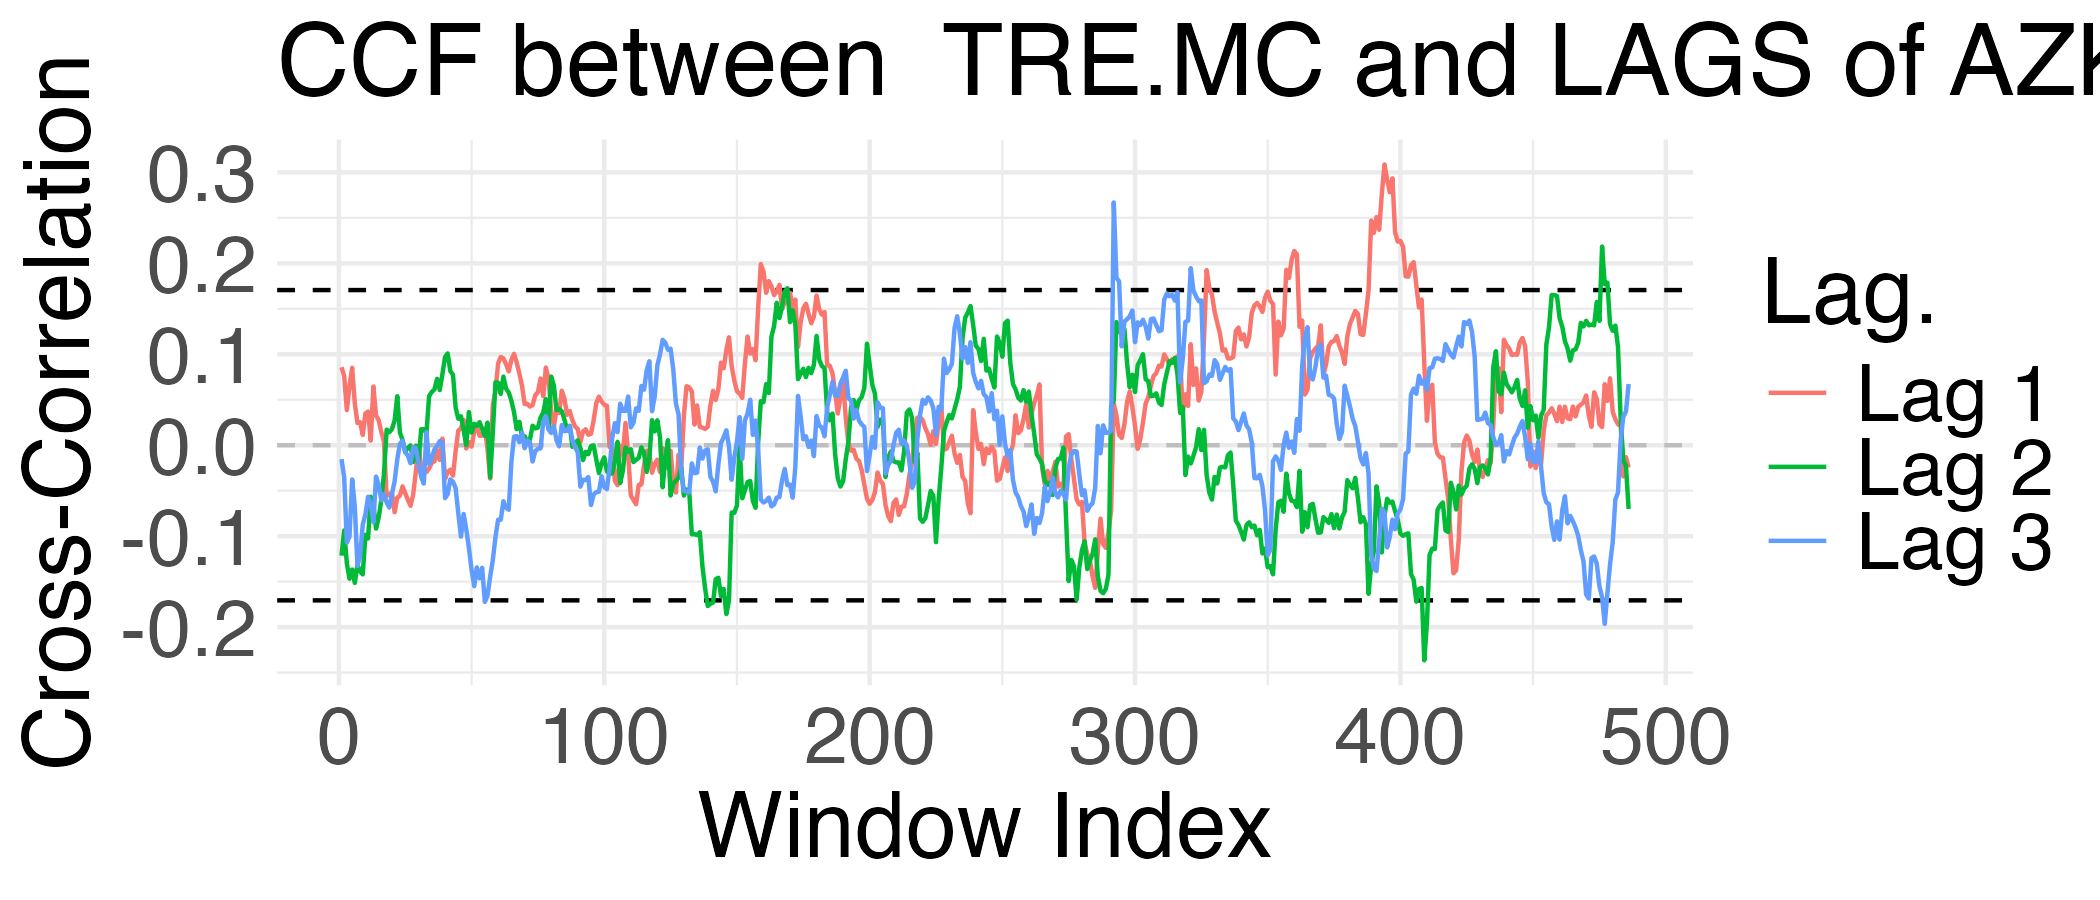 CCF between  TRE.MC and LAGS of AZK
Cross-Correlation
0.3
0.2
0.1
0.0
-0.1
-0.2
0 100 200 300 400 500
Window Index
Lag.
Lag 1
Lag 2
Lag 3